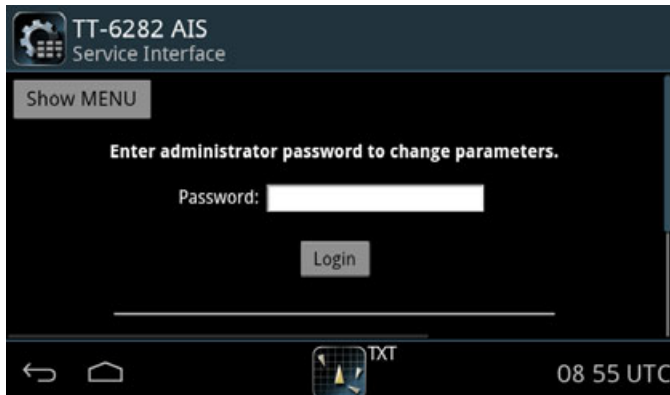 TT-6282 AIS
Service Interface
Show MENU
Enter administrator password to change parameters.
Password:
Login
TXT
08 55 UTC